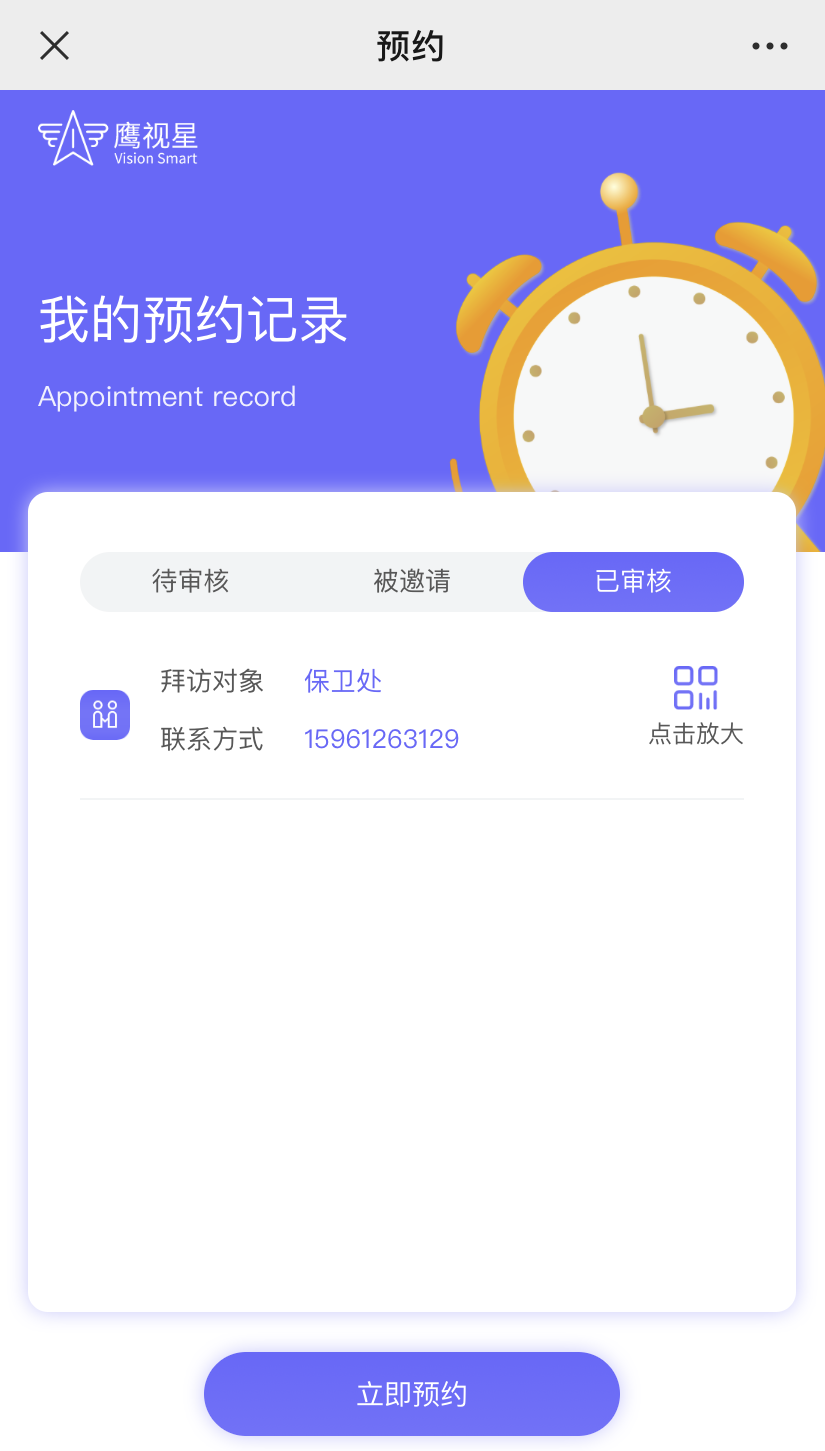 预约
鹰视星
Vision Smart
我的预约记录
Appointment record
待审核 被邀请 已审核
拜访对象 保卫处
联系方式 15961263129
点击放大
立即预约